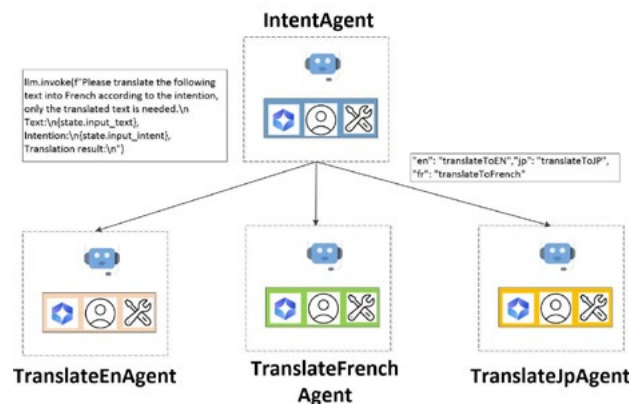 IntentAgent
llm.invoke(f"Please translate the following
text into French according to the intention,
only the translated text is needed.\n
Text:\n{state.input_text},
Intention:\n{state.input_intent},
Translation result:\n")
"en": "translateToEN","jp": "translateToJP",
"fr": "translateToFrench"
TranslateEnAgent
TranslateFrench
Agent
TranslateJpAgent